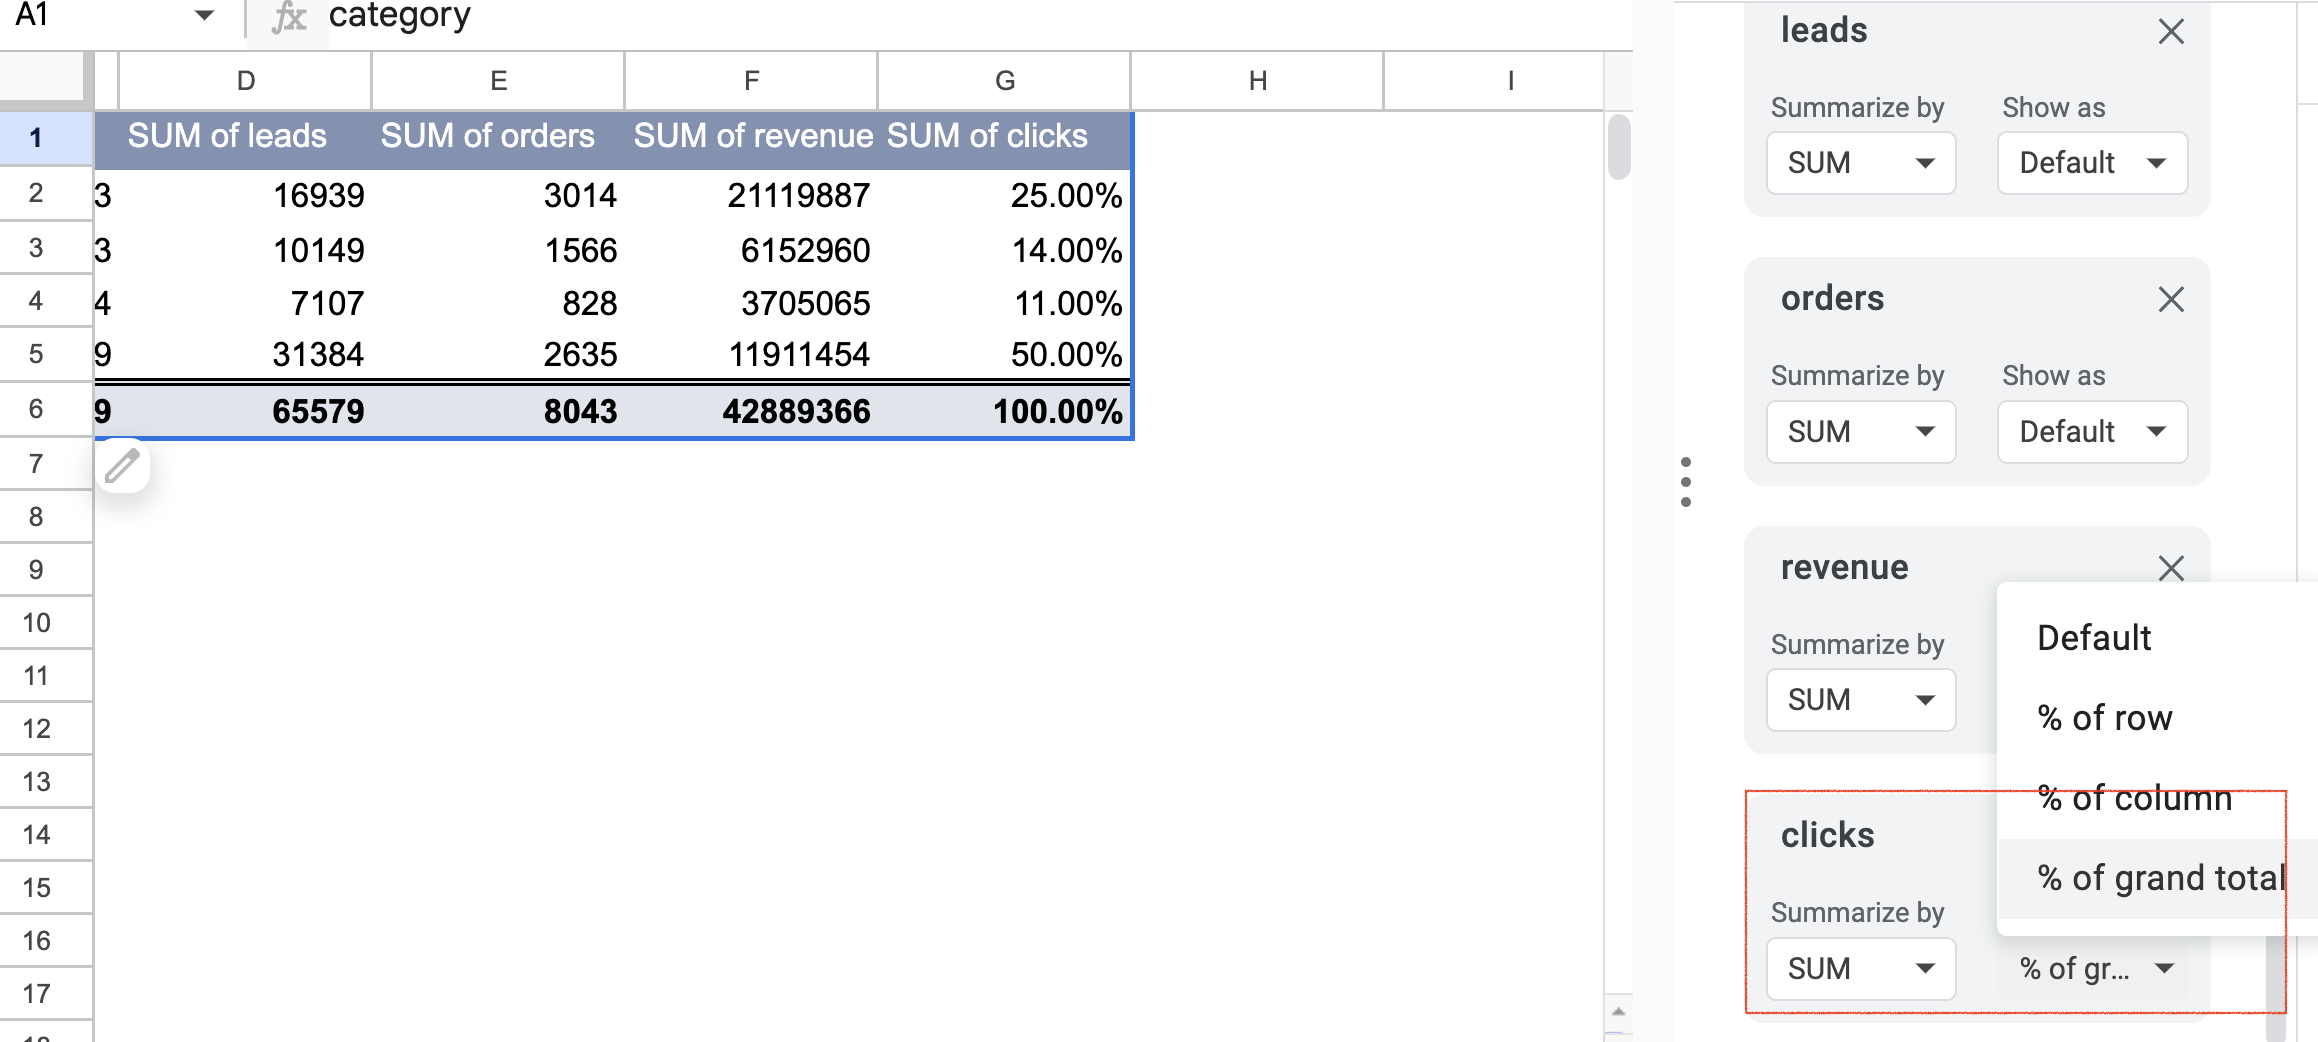 A1 fx category
D E F G H I
1 SUM of leads SUM of orders SUM of revenue SUM of clicks
2 3 16939 3014 21119887 25.00%
3 3 10149 1566 6152960 14.00%
4 4 7107 828 3705065 11.00%
5 9 31384 2635 11911454 50.00%
6 9 65579 8043 42889366 100.00%
7
8
9
10
11
12
13
14
15
16
17
18
leads
Summarize by Show as
SUM Default
orders
Summarize by Show as
SUM Default
revenue
Summarize by
SUM
Default
% of row
% of column
% of grand total
clicks
Summarize by
SUM % of gr...